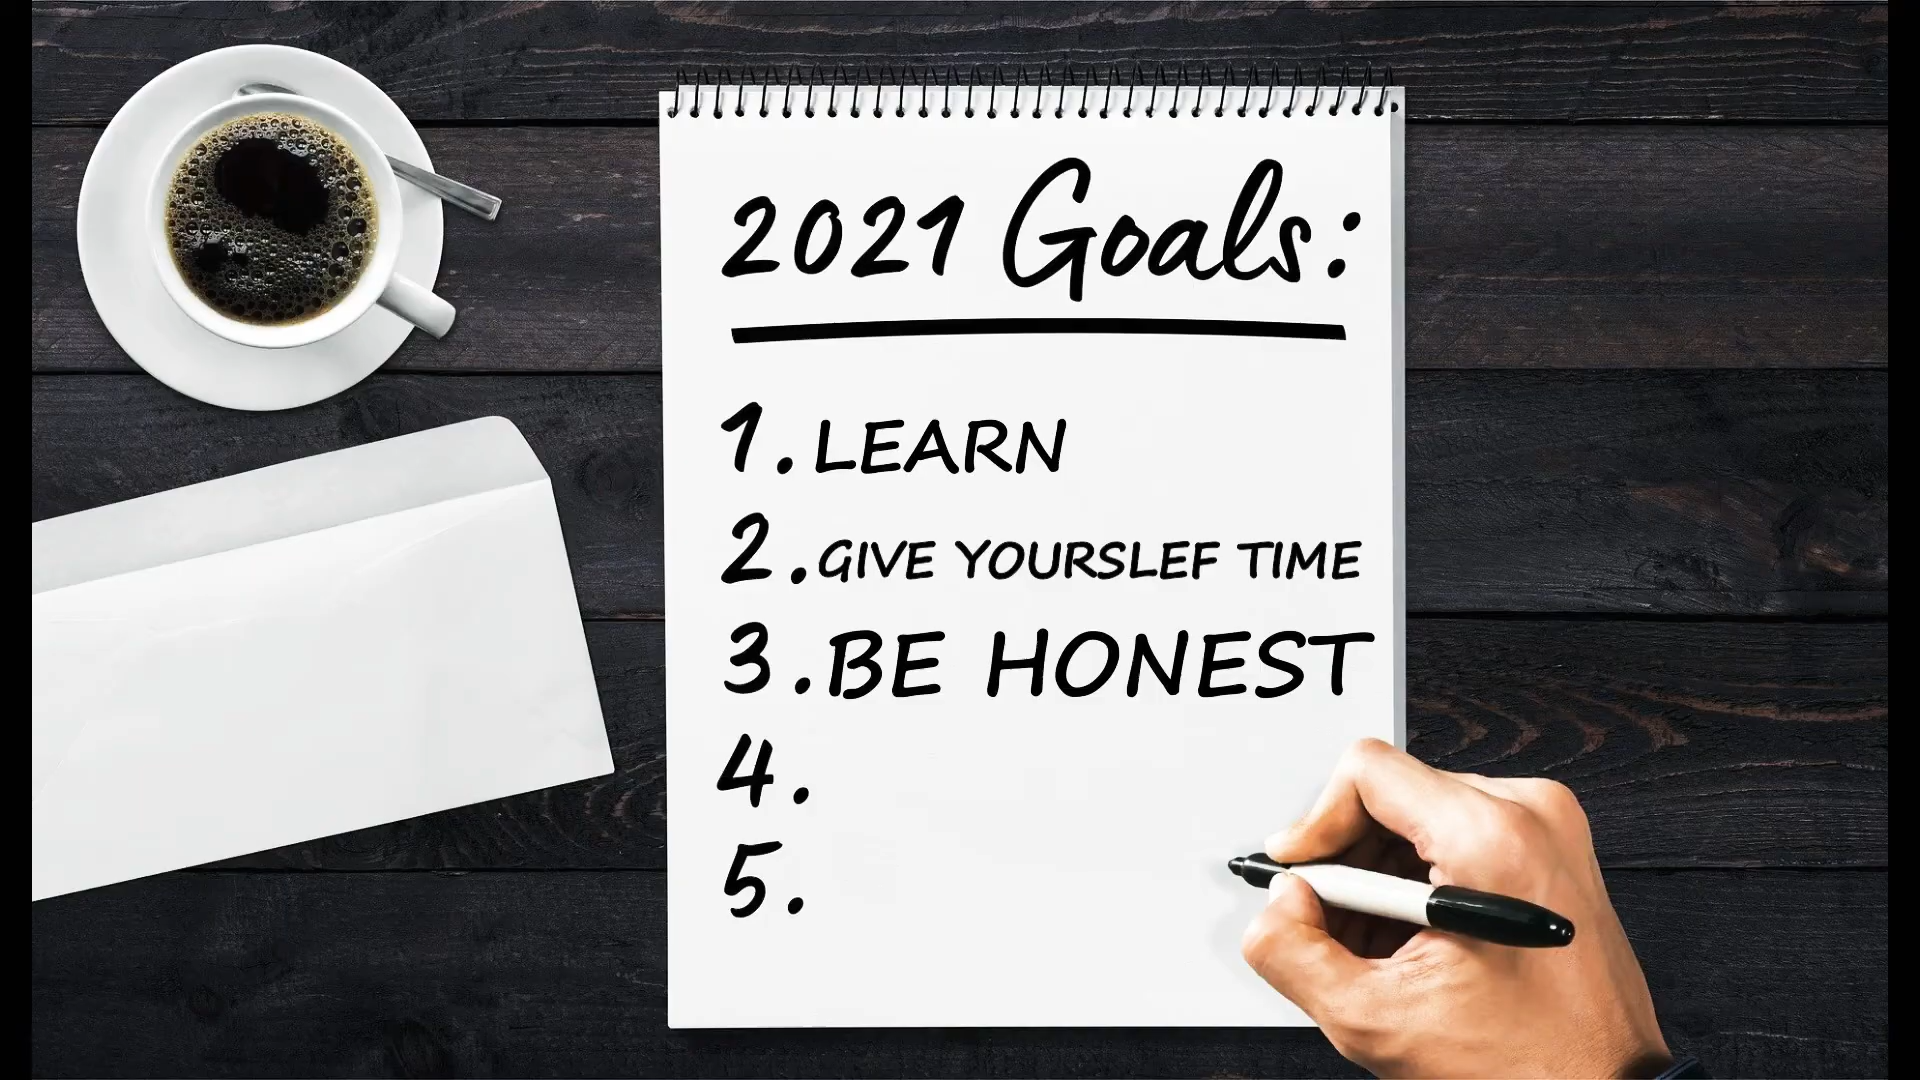 2021 Goals:
1. LEARN
2. GIVE YOURSLEF TIME
3. BE HONEST
4.
5.